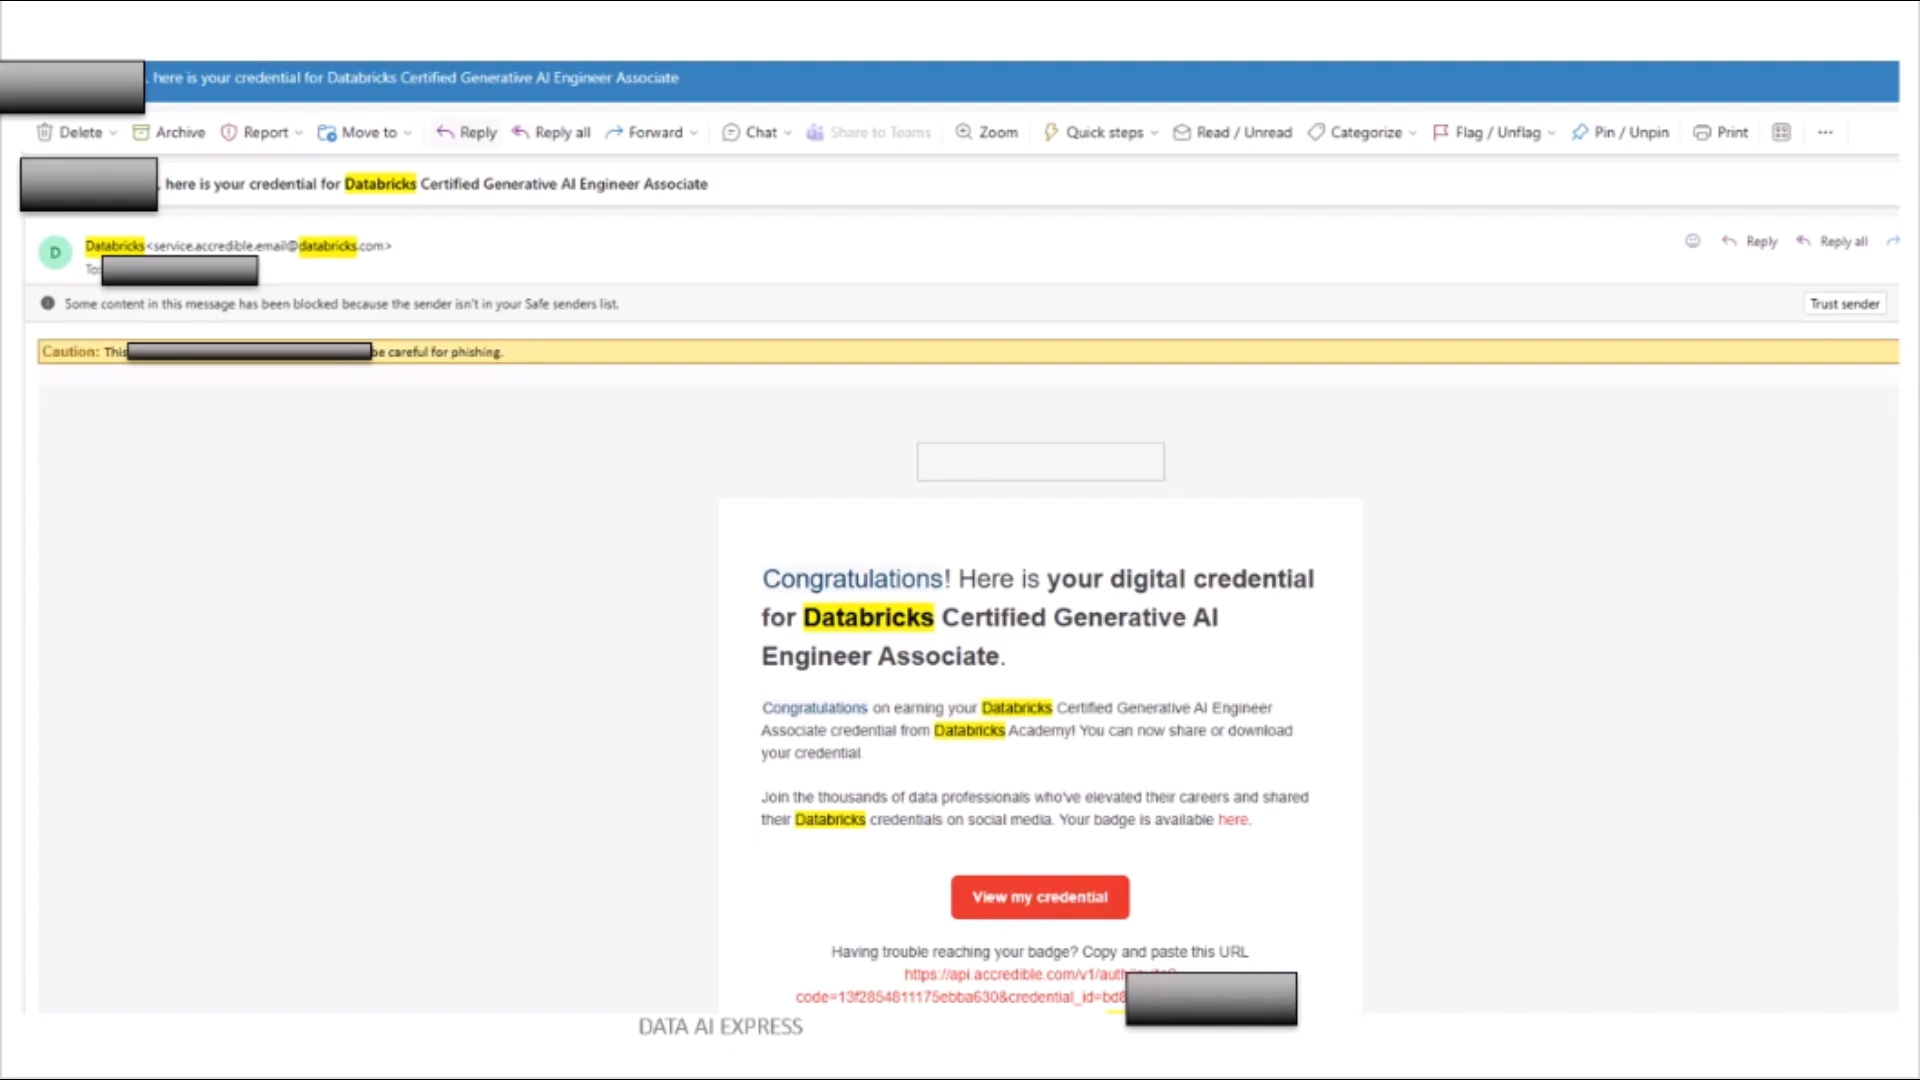 , here is your credential for Databricks Certified Generative AI Engineer Associate
Delete Archive Report Move to Reply Reply all Forward Chat Share to Teams Zoom Quick steps Read / Unread Categorize Flag / Unflag Pin / Unpin Print ...
, here is your credential for Databricks Certified Generative AI Engineer Associate
D
Databricks<service.accredible.email@databricks.com>
Reply Reply all
To:
Some content in this message has been blocked because the sender isn't in your Safe senders list.
Trust sender
Caution: This be careful for phishing.
Congratulations! Here is your digital credential
for Databricks Certified Generative AI
Engineer Associate.
Congratulations on earning your Databricks Certified Generative AI Engineer
Associate credential from Databricks Academy! You can now share or download
your credential.
Join the thousands of data professionals who've elevated their careers and shared
their Databricks credentials on social media. Your badge is available here.
View my credential
Having trouble reaching your badge? Copy and paste this URL
https://api.accredible.com/v1/auth/
code=13f2854811175ebba630&credential_id=bd8
DATA AI EXPRESS